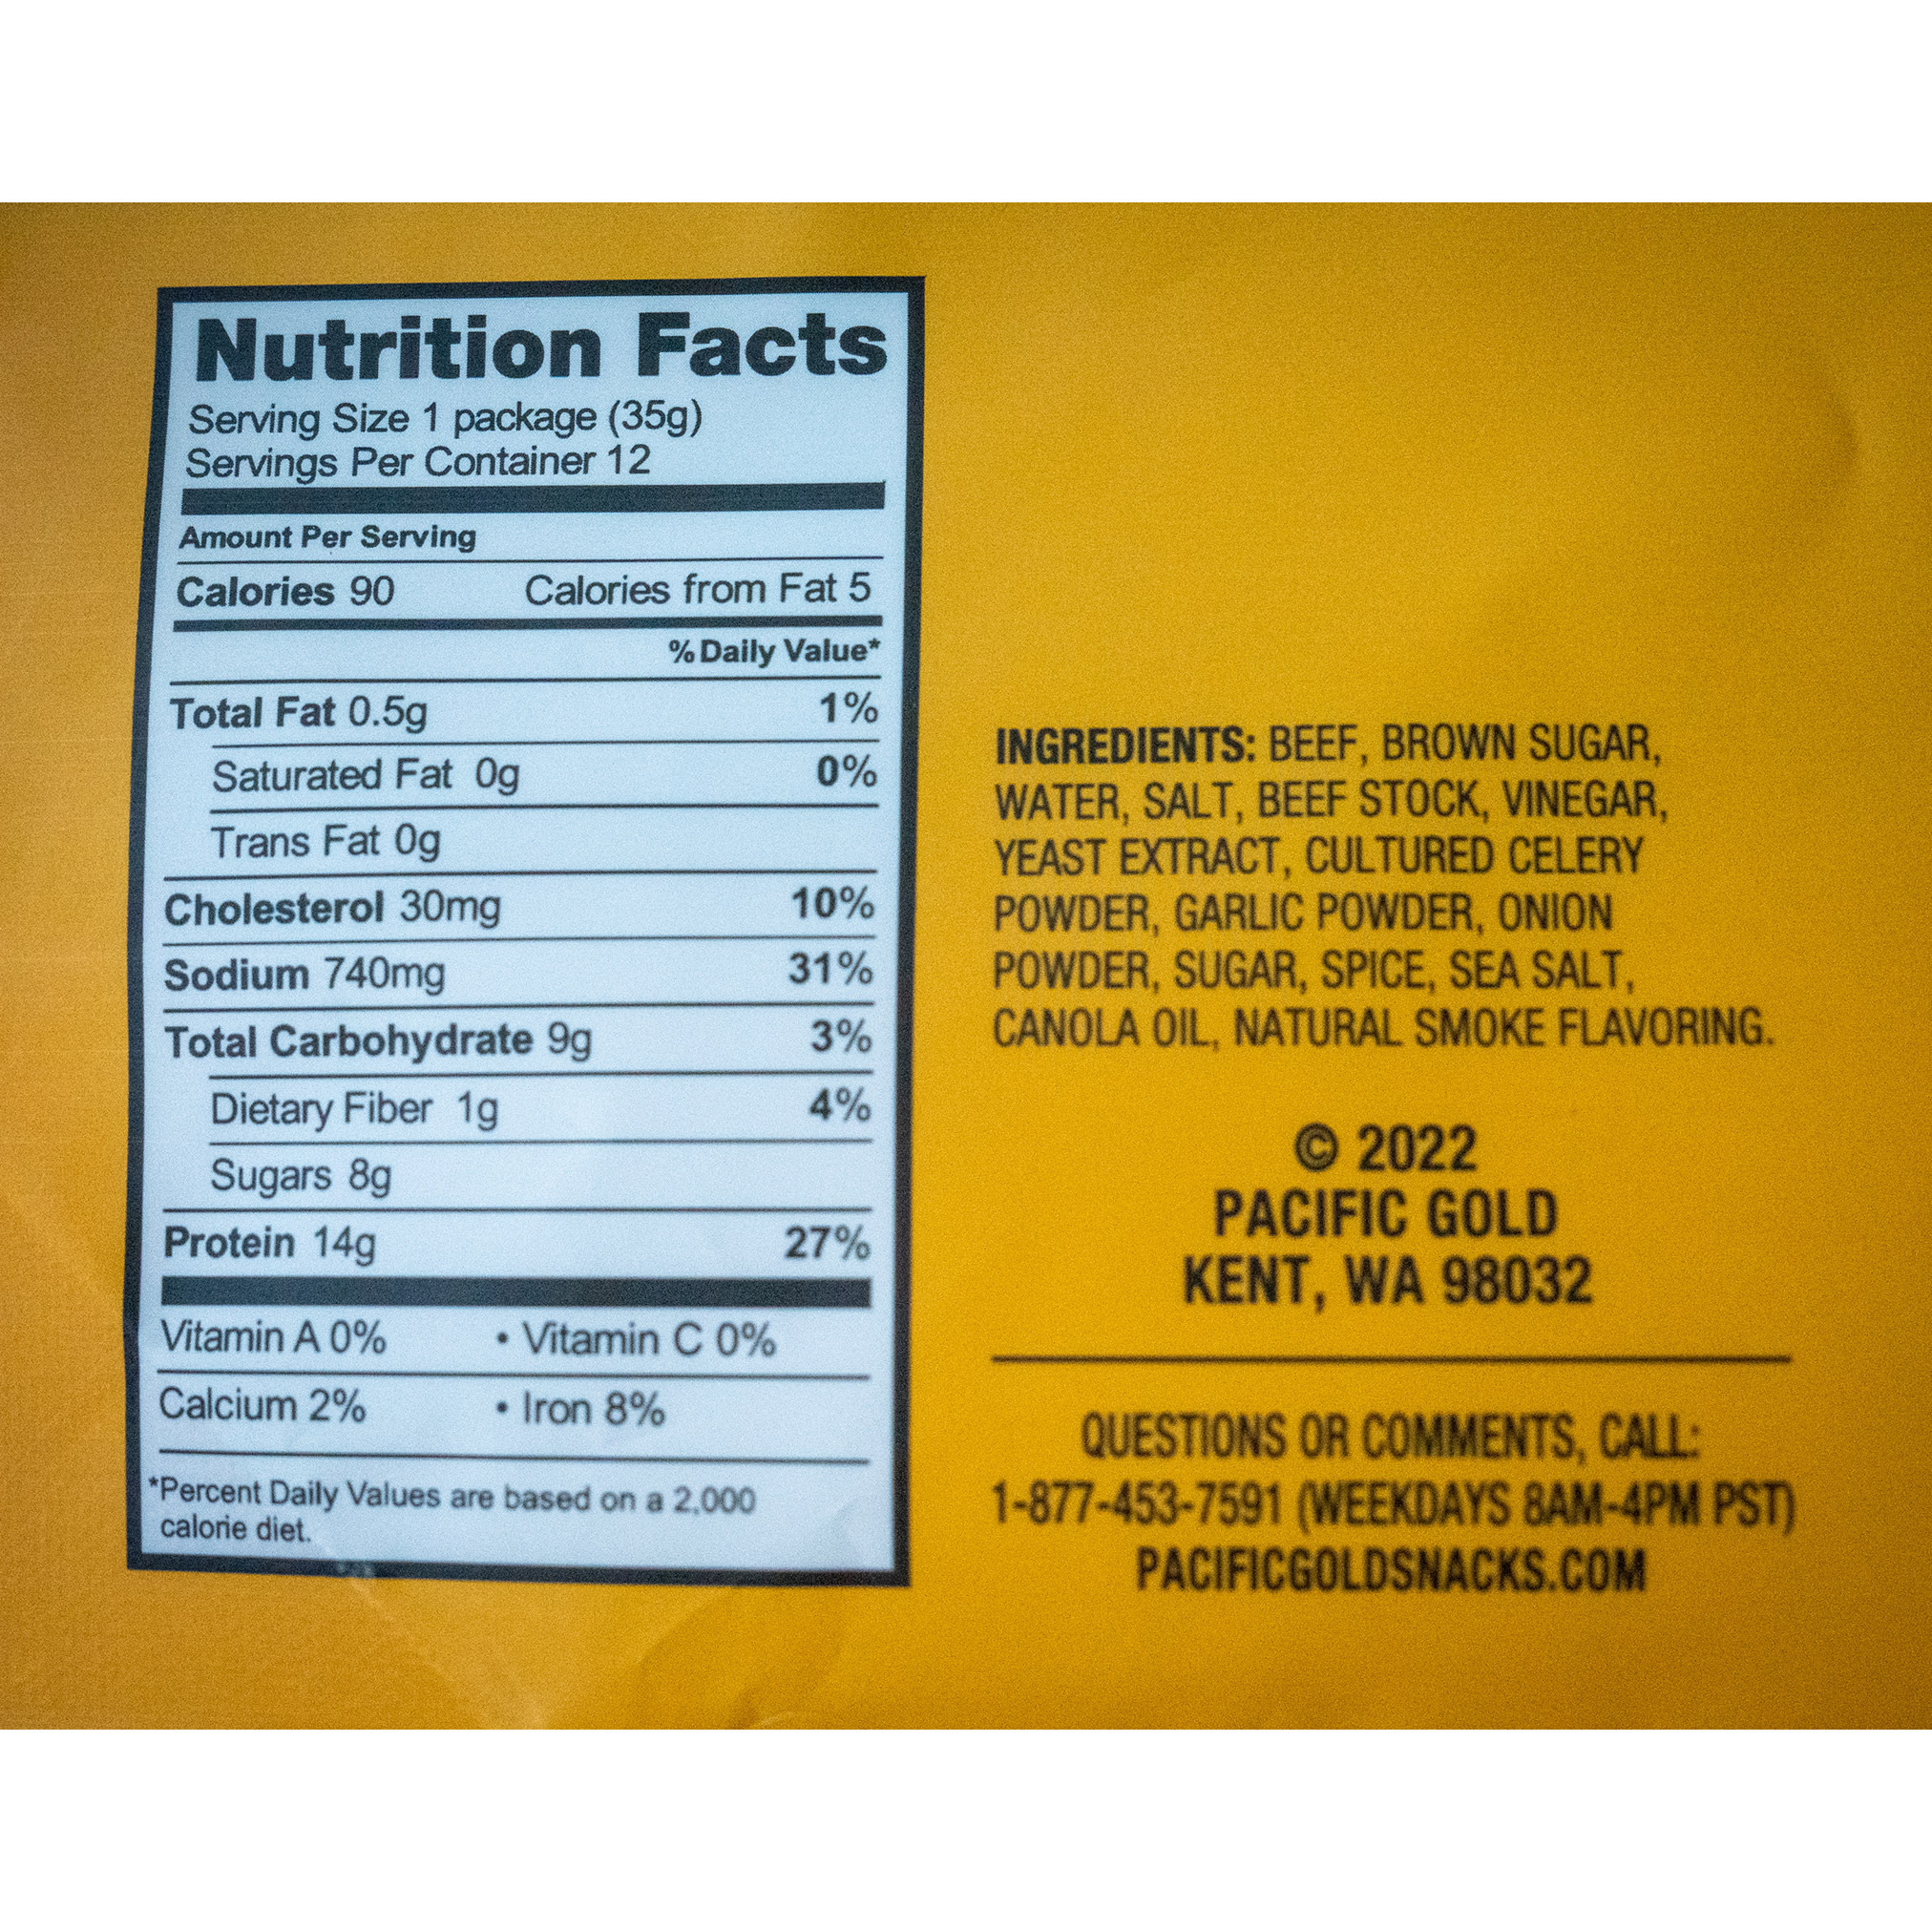 Nutrition Facts
Serving Size 1 package (35g)
Servings Per Container 12
Amount Per Serving
Calories 90 Calories from Fat 5
% Daily Value*
Total Fat 0.5g 1%
Saturated Fat 0g 0%
Trans Fat 0g
Cholesterol 30mg 10%
Sodium 740mg 31%
Total Carbohydrate 9g 3%
Dietary Fiber 1g 4%
Sugars 8g
Protein 14g 27%
Vitamin A 0% • Vitamin C 0%
Calcium 2% • Iron 8%
*Percent Daily Values are based on a 2,000
calorie diet.
INGREDIENTS: BEEF, BROWN SUGAR,
WATER, SALT, BEEF STOCK, VINEGAR,
YEAST EXTRACT, CULTURED CELERY
POWDER, GARLIC POWDER, ONION
POWDER, SUGAR, SPICE, SEA SALT,
CANOLA OIL, NATURAL SMOKE FLAVORING.
© 2022
PACIFIC GOLD
KENT, WA 98032
QUESTIONS OR COMMENTS, CALL:
1-877-453-7591 (WEEKDAYS 8AM-4PM PST)
PACIFICGOLDSNACKS.COM